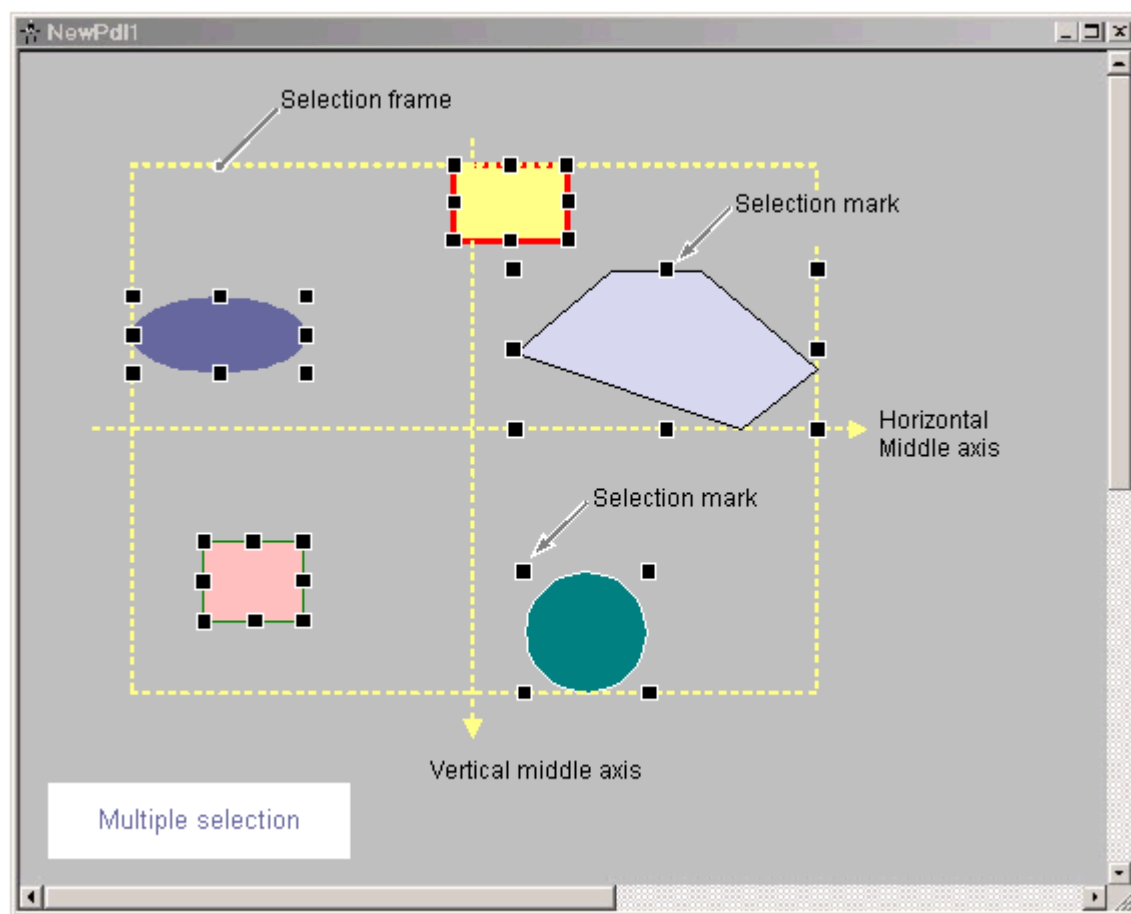 NewPdl1
Selection frame
Selection mark
Horizontal
Middle axis
Selection mark
Vertical middle axis
Multiple selection